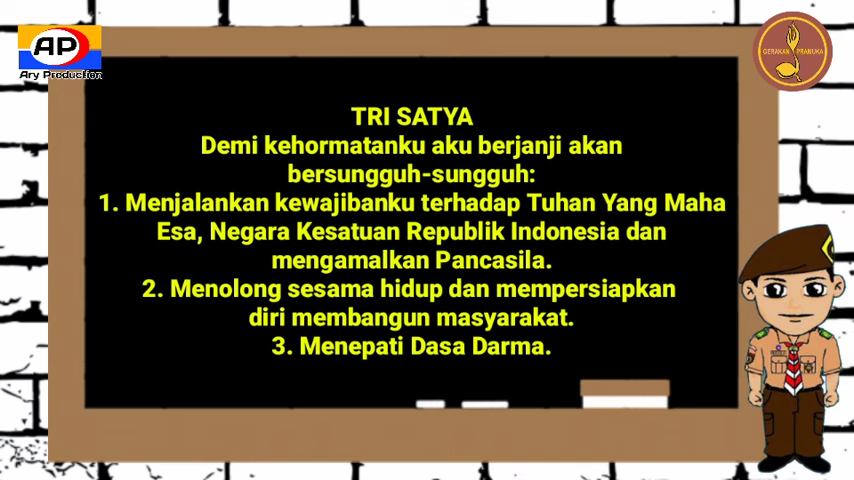 AP
Ary Production
GERAKAN PRAMUKA
TRI SATYA
Demi kehormatanku aku berjanji akan
bersungguh-sungguh:
1. Menjalankan kewajibanku terhadap Tuhan Yang Maha
Esa, Negara Kesatuan Republik Indonesia dan
mengamalkan Pancasila.
2. Menolong sesama hidup dan mempersiapkan
diri membangun masyarakat.
3. Menepati Dasa Darma.